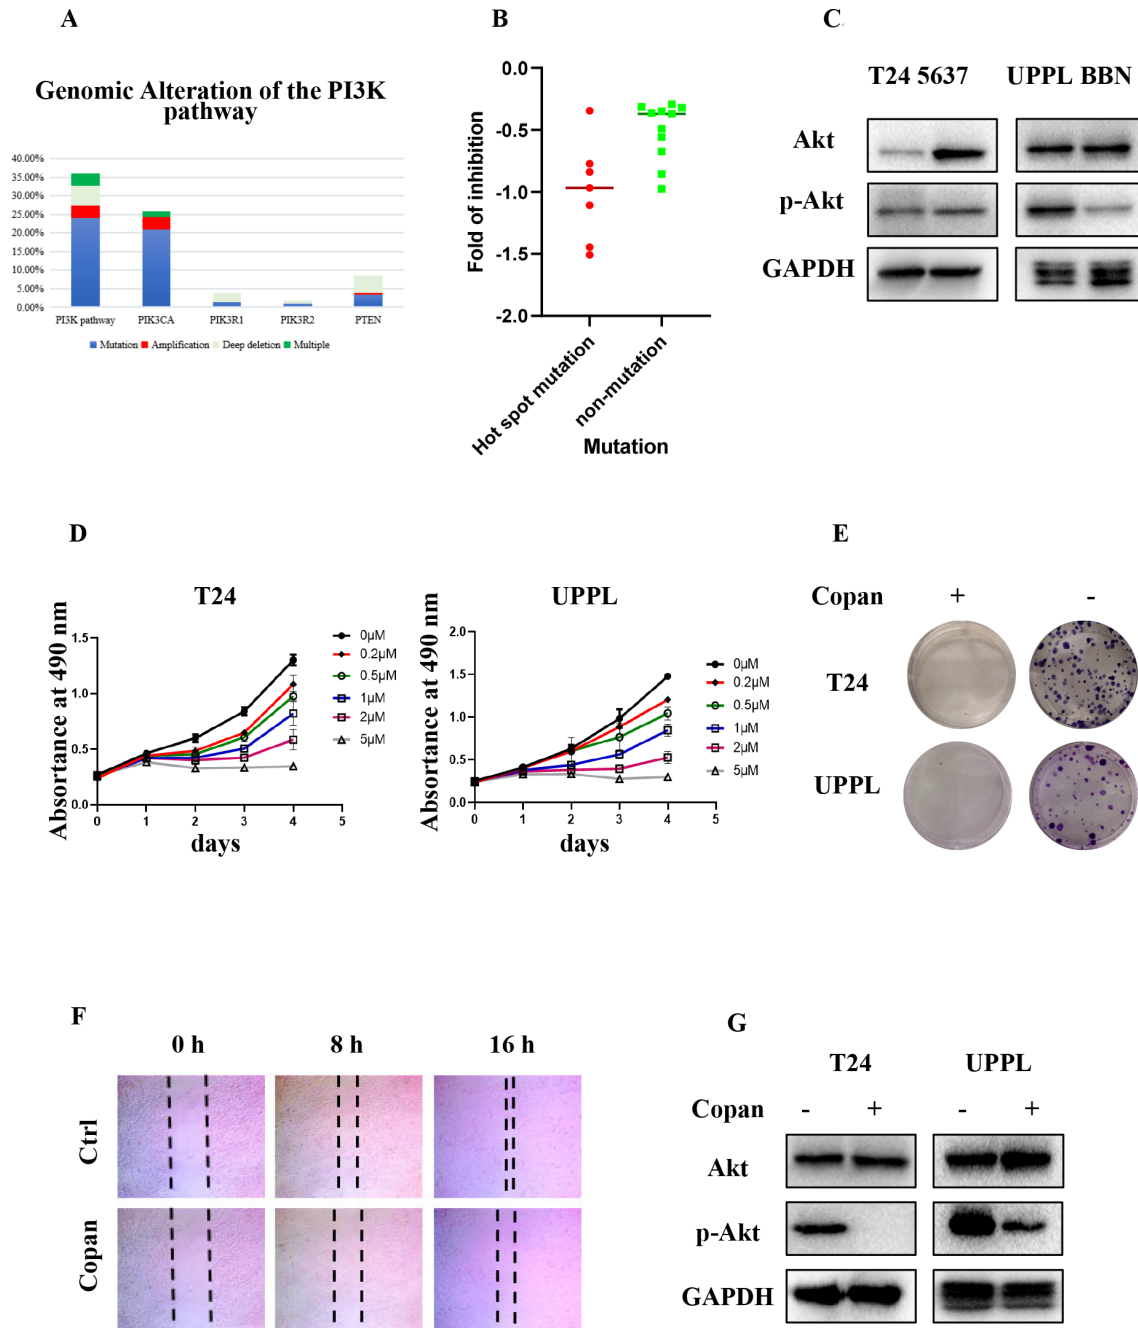 A
Genomic Alteration of the PI3K
pathway
40.00%
35.00%
30.00%
25.00%
20.00%
15.00%
10.00%
5.00%
0.00%
PI3K pathway PIK3CA PIK3R1 PIK3R2 PTEN
Mutation Amplification Deep deletion Multiple
B
Fold of inhibition
0.0
-0.5
-1.0
-1.5
-2.0
Hot spot mutation
non-mutation
Mutation
C
T24 5637 UPPL BBN
Akt
p-Akt
GAPDH
D
T24
Absortance at 490 nm
1.5
1.0
0.5
0.0
0 1 2 3 4 5
days
0μM
0.2μM
0.5μM
1μM
2μM
5μM
UPPL
Absortance at 490 nm
2.0
1.5
1.0
0.5
0.0
0 1 2 3 4 5
days
0μM
0.2μM
0.5μM
1μM
2μM
5μM
E
Copan + -
T24
UPPL
F
0 h 8 h 16 h
Ctrl
Copan
G
T24 UPPL
Copan - + - +
Akt
p-Akt
GAPDH